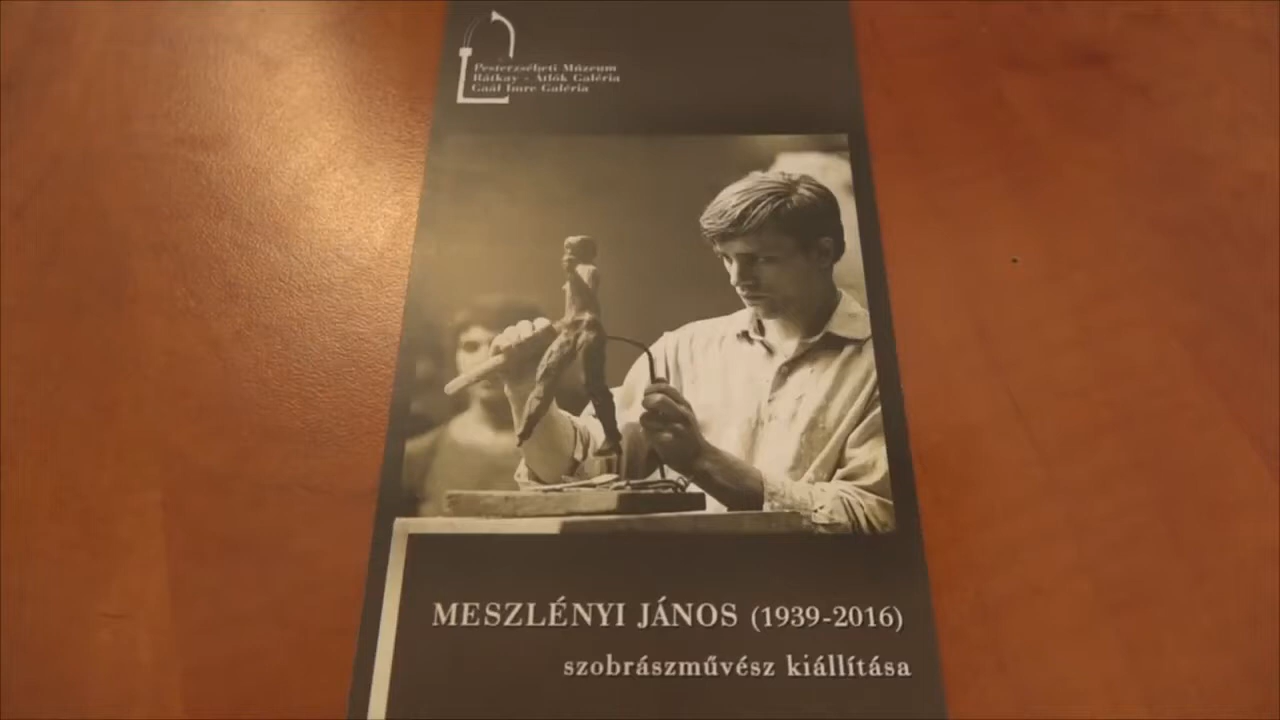 Pesterzsébeti Múzeum
Rátkay - Átlók Galéria
Gaál Imre Galéria
MESZLÉNYI JÁNOS (1939-2016)
szobrászművész kiállítása